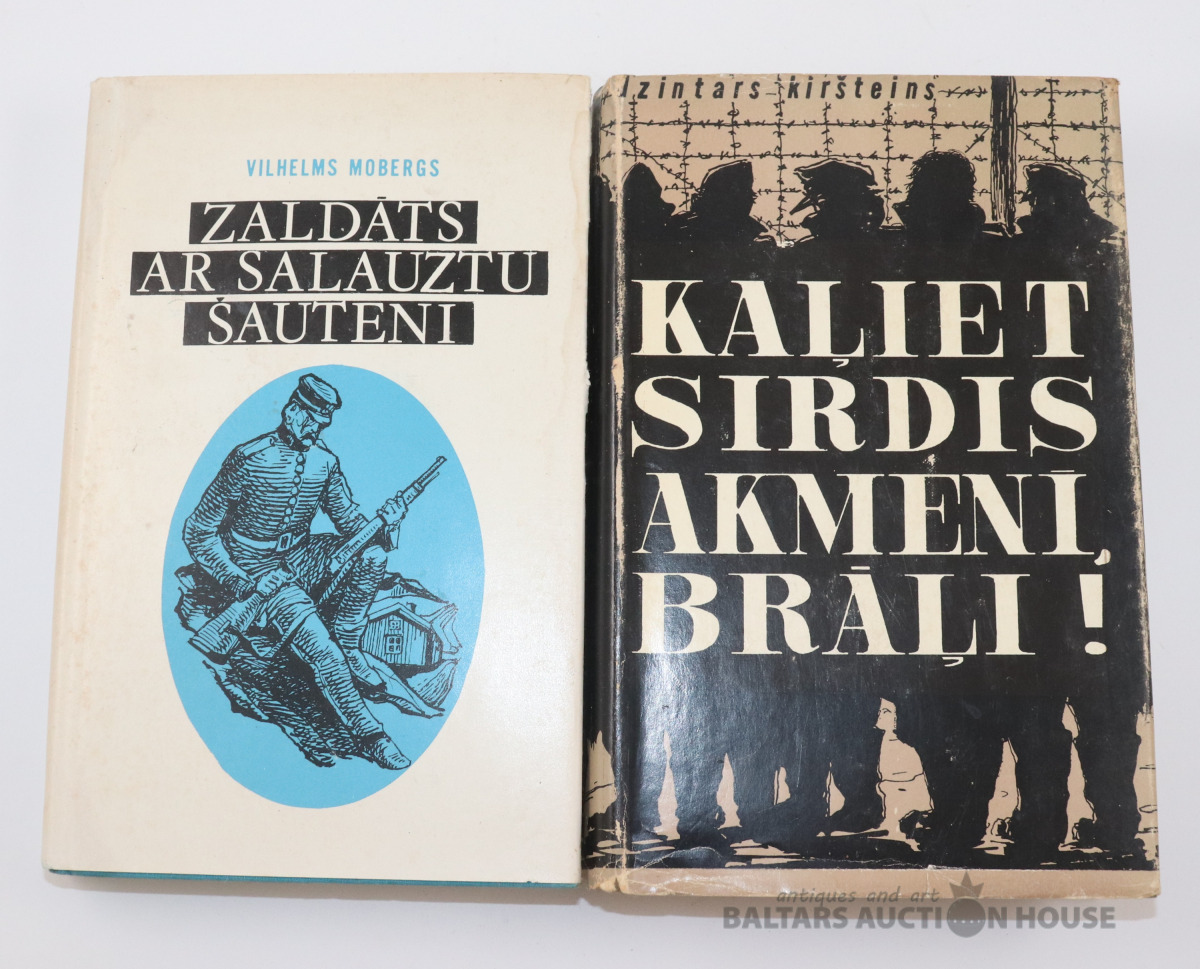 VILHELMS MOBERGS
ZALDĀTS
AR SALAUZTU
ŠAUTENI
dzintars kiršteins
KAĻIET
SIRDIS
AKMENĪ,
BRĀĻI !
antiques and art
BALTARS AUCTION HOUSE